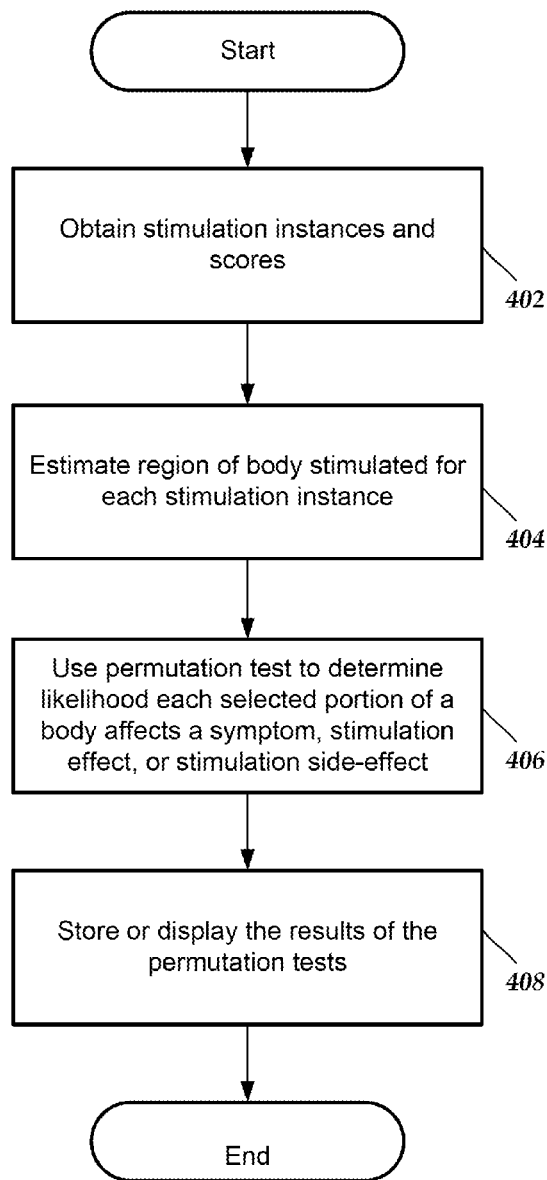 Start
Obtain stimulation instances and
scores
402
Estimate region of body stimulated for
each stimulation instance
404
Use permutation test to determine
likelihood each selected portion of a
body affects a symptom, stimulation
effect, or stimulation side-effect
406
Store or display the results of the
permutation tests
408
End